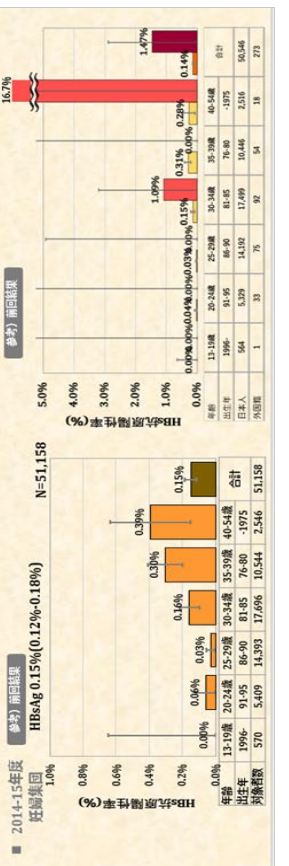 ■ 2014-15年度
妊婦集団
参考）前回結果
HBsAg 0.15%(0.12%-0.18%)
N=51,158
HBs抗原陽性率(%)
1.0%
0.8%
0.6%
0.4%
0.2%
0.0%
0.00%
0.06%
0.03%
0.16%
0.30%
0.39%
0.15%
年齢 13-19歳 20-24歳 25-29歳 30-34歳 35-39歳 40-54歳 合計
出生年 1996- 91-95 86-90 81-85 76-80 -1975
対象者数 570 5,409 14,393 17,696 10,544 2,546 51,158
参考）前回結果
HBs抗原陽性率(%)
5.0%
4.0%
3.0%
2.0%
1.0%
0.0%
0.00%
0.00%
0.04%
0.00%
0.03%
0.00%
0.15%
1.09%
0.31%
0.00%
0.28%
16.7%
0.14%
1.47%
年齢 13-19歳 20-24歳 25-29歳 30-34歳 35-39歳 40-54歳 合計
出生年 1996- 91-95 86-90 81-85 76-80 -1975
日本人 564 5,329 14,192 17,499 10,446 2,516 50,546
外国籍 1 33 75 92 54 18 273